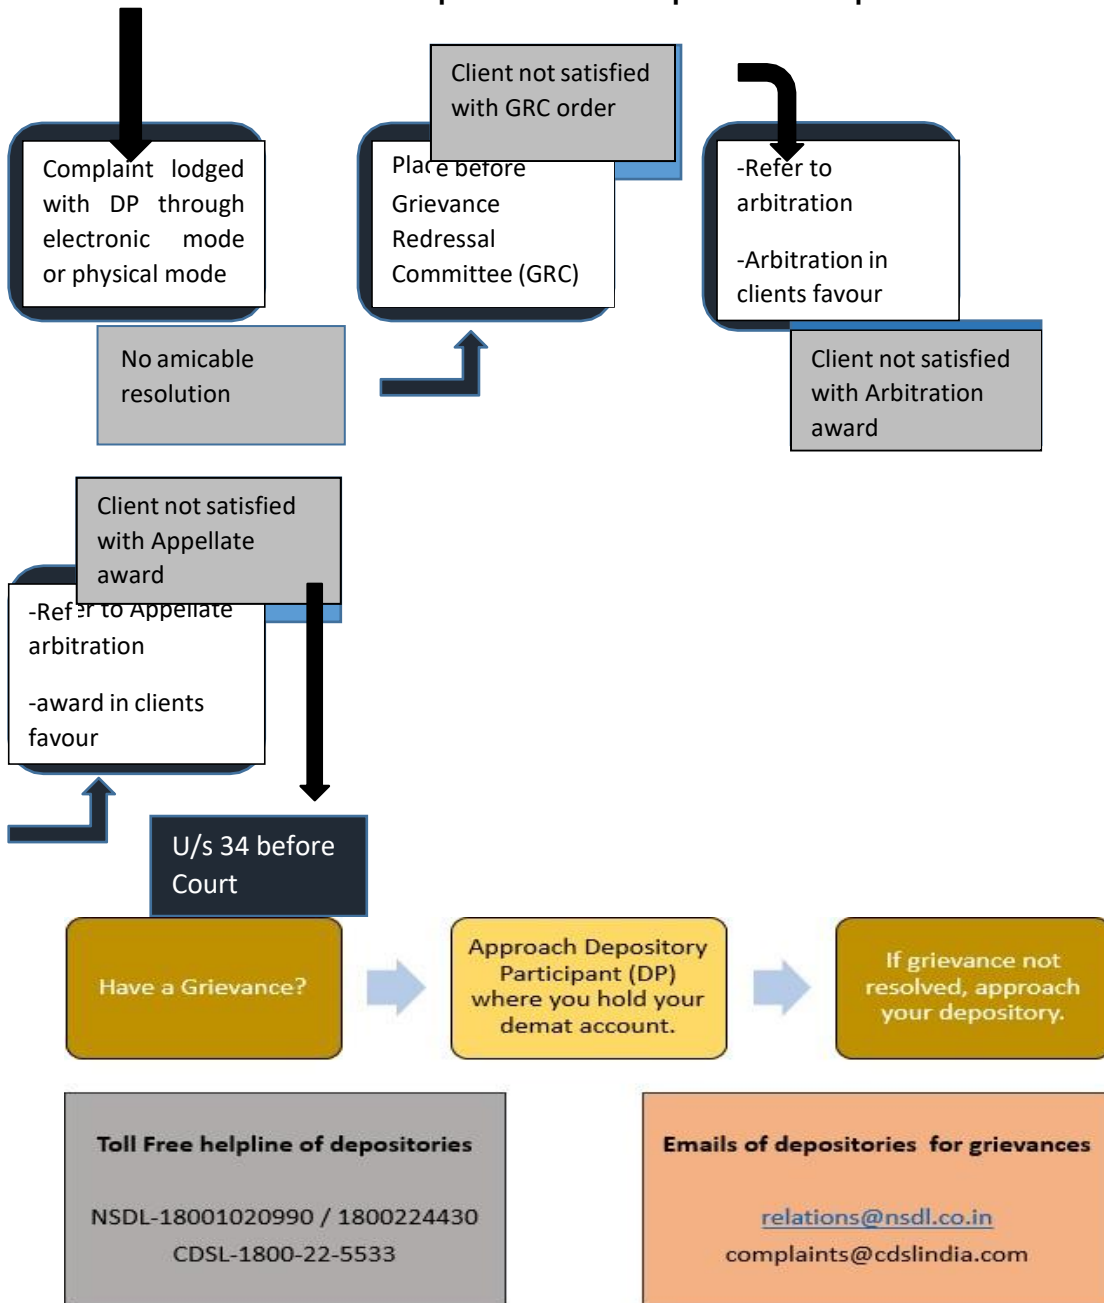 Client not satisfied
with GRC order
Complaint lodged
with DP through
electronic mode
or physical mode
Place before
Grievance
Redressal
Committee (GRC)
-Refer to
arbitration
-Arbitration in
clients favour
No amicable
resolution
Client not satisfied
with Arbitration
award
Client not satisfied
with Appellate
award
-Refer to Appellate
arbitration
-award in clients
favour
U/s 34 before
Court
Have a Grievance?
Approach Depository
Participant (DP)
where you hold your
demat account.
If grievance not
resolved, approach
your depository.
Toll Free helpline of depositories
NSDL-18001020990 / 1800224430
CDSL-1800-22-5533
Emails of depositories for grievances
relations@nsdl.co.in
complaints@cdslindia.com